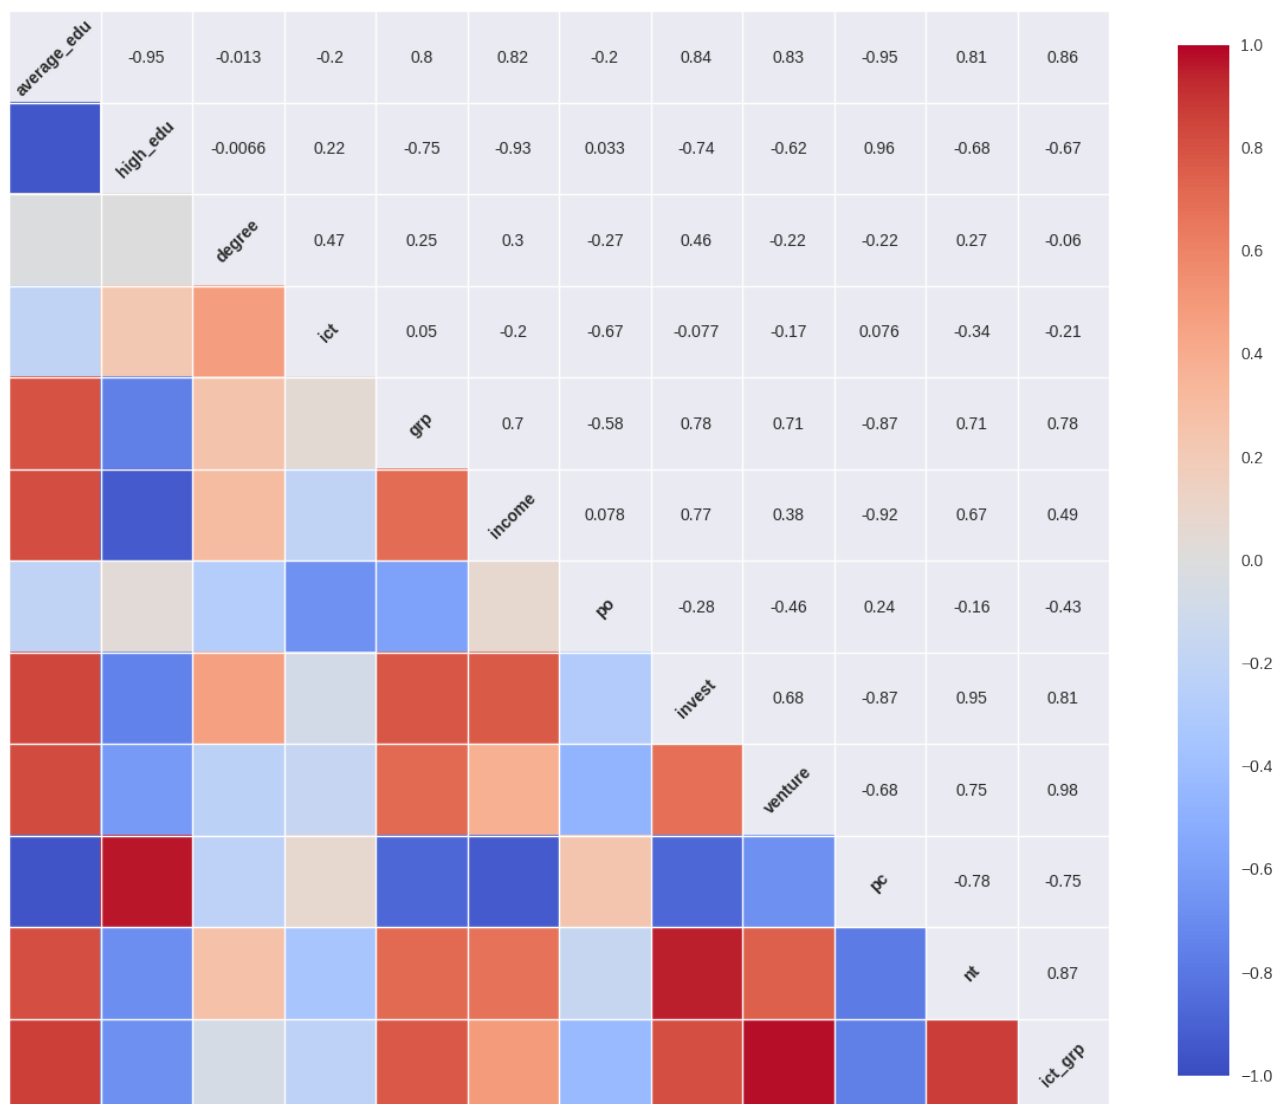 average_edu -0.95 -0.013 -0.2 0.8 0.82 -0.2 0.84 0.83 -0.95 0.81 0.86
high_edu -0.0066 0.22 -0.75 -0.93 0.033 -0.74 -0.62 0.96 -0.68 -0.67
degree 0.47 0.25 0.3 -0.27 0.46 -0.22 -0.22 0.27 -0.06
ict 0.05 -0.2 -0.67 -0.077 -0.17 0.076 -0.34 -0.21
grp 0.7 -0.58 0.78 0.71 -0.87 0.71 0.78
income 0.078 0.77 0.38 -0.92 0.67 0.49
po -0.28 -0.46 0.24 -0.16 -0.43
invest 0.68 -0.87 0.95 0.81
venture -0.68 0.75 0.98
pc -0.78 -0.75
nt 0.87
ict_grp
1.0
0.8
0.6
0.4
0.2
0.0
−0.2
−0.4
−0.6
−0.8
−1.0